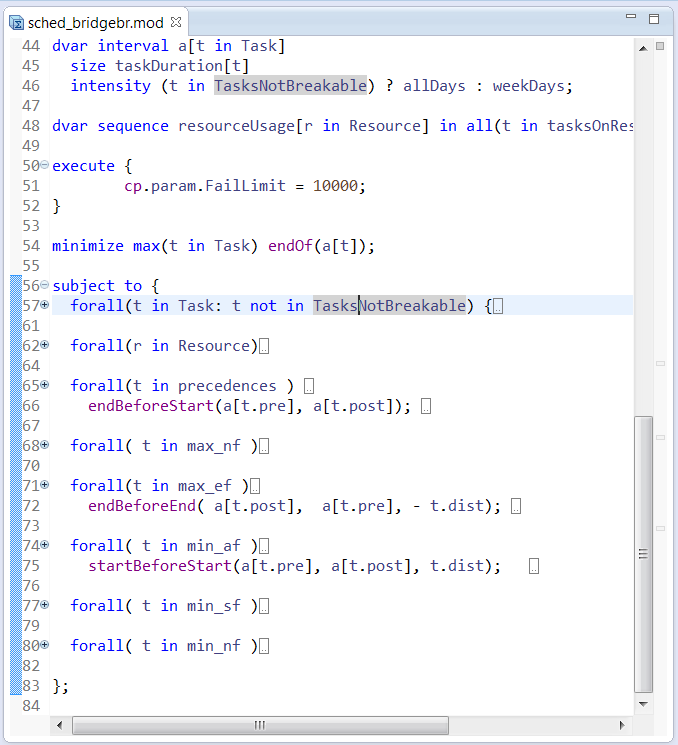 sched_bridgebr.mod
44 dvar interval a[t in Task]
45   size taskDuration[t]
46   intensity (t in TasksNotBreakable) ? allDays : weekDays;
47
48 dvar sequence resourceUsage[r in Resource] in all(t in tasksOnRes
49
50 execute {
51         cp.param.FailLimit = 10000;
52 }
53
54 minimize max(t in Task) endOf(a[t]);
55
56 subject to {
57   forall(t in Task: t not in TasksNotBreakable) {
61
62   forall(r in Resource)
64
65   forall(t in precedences )
66     endBeforeStart(a[t.pre], a[t.post]);
67
68   forall( t in max_nf )
70
71   forall(t in max_ef )
72     endBeforeEnd( a[t.post],  a[t.pre], - t.dist);
73
74   forall( t in min_af )
75     startBeforeStart(a[t.pre], a[t.post], t.dist);
76
77   forall( t in min_sf )
79
80   forall( t in min_nf )
82
83 };
84